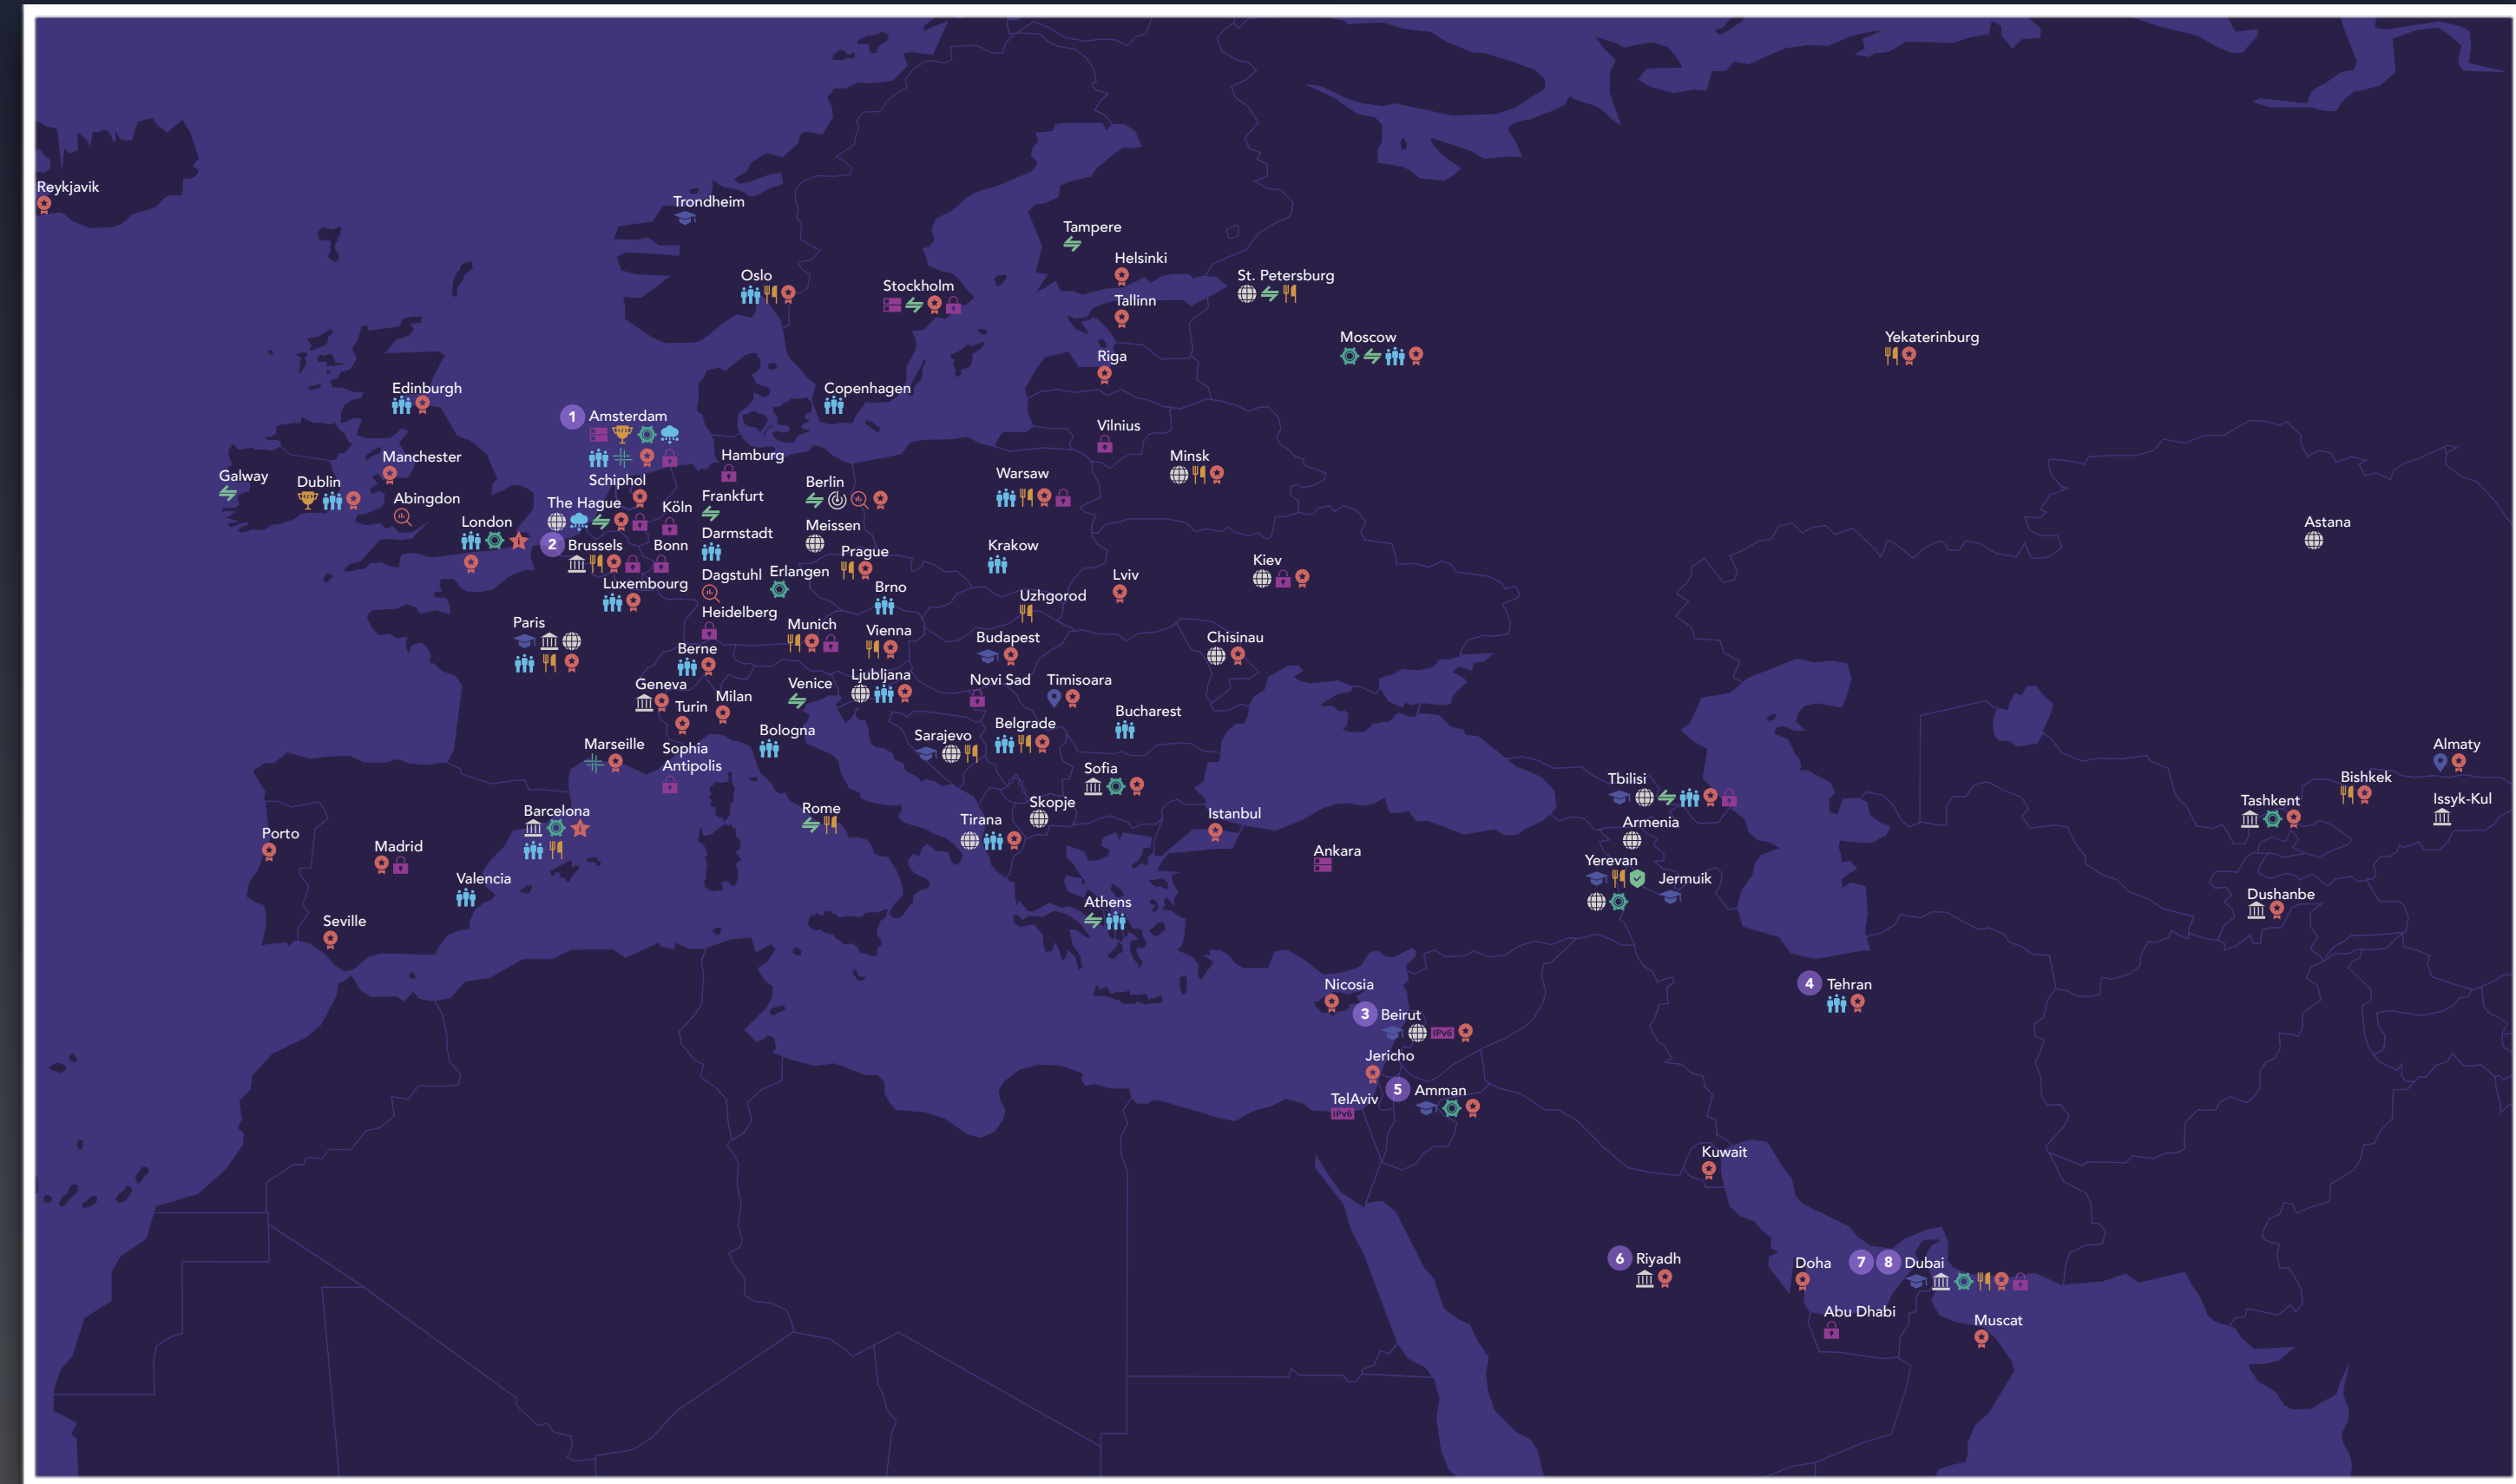 Reykjavik
Trondheim
Tampere
Helsinki
Oslo
Stockholm
St. Petersburg
Tallinn
Moscow
Yekaterinburg
Riga
Edinburgh
Copenhagen
1 Amsterdam
Vilnius
Manchester
Hamburg
Minsk
Galway
Dublin
Schiphol
Berlin
Warsaw
Abingdon
The Hague
Köln
Frankfurt
London
Meissen
Astana
2 Brussels
Bonn
Darmstadt
Prague
Krakow
Kiev
Luxembourg
Dagstuhl
Erlangen
Brno
Lviv
Uzhgorod
Heidelberg
Paris
Munich
Vienna
Budapest
Chisinau
Berne
Geneva
Milan
Venice
Ljubljana
Novi Sad
Timisoara
Turin
Bucharest
Bologna
Sarajevo
Belgrade
Marseille
Sophia
Antipolis
Almaty
Sofia
Tbilisi
Bishkek
Barcelona
Rome
Skopje
Tashkent
Issyk-Kul
Porto
Tirana
Istanbul
Armenia
Madrid
Ankara
Yerevan
Valencia
Jermuik
Dushanbe
Athens
Seville
Nicosia
4 Tehran
3 Beirut
IPv6
Jericho
5 Amman
TelAviv
IPv6
Kuwait
6 Riyadh
Doha
7 8 Dubai
Abu Dhabi
Muscat